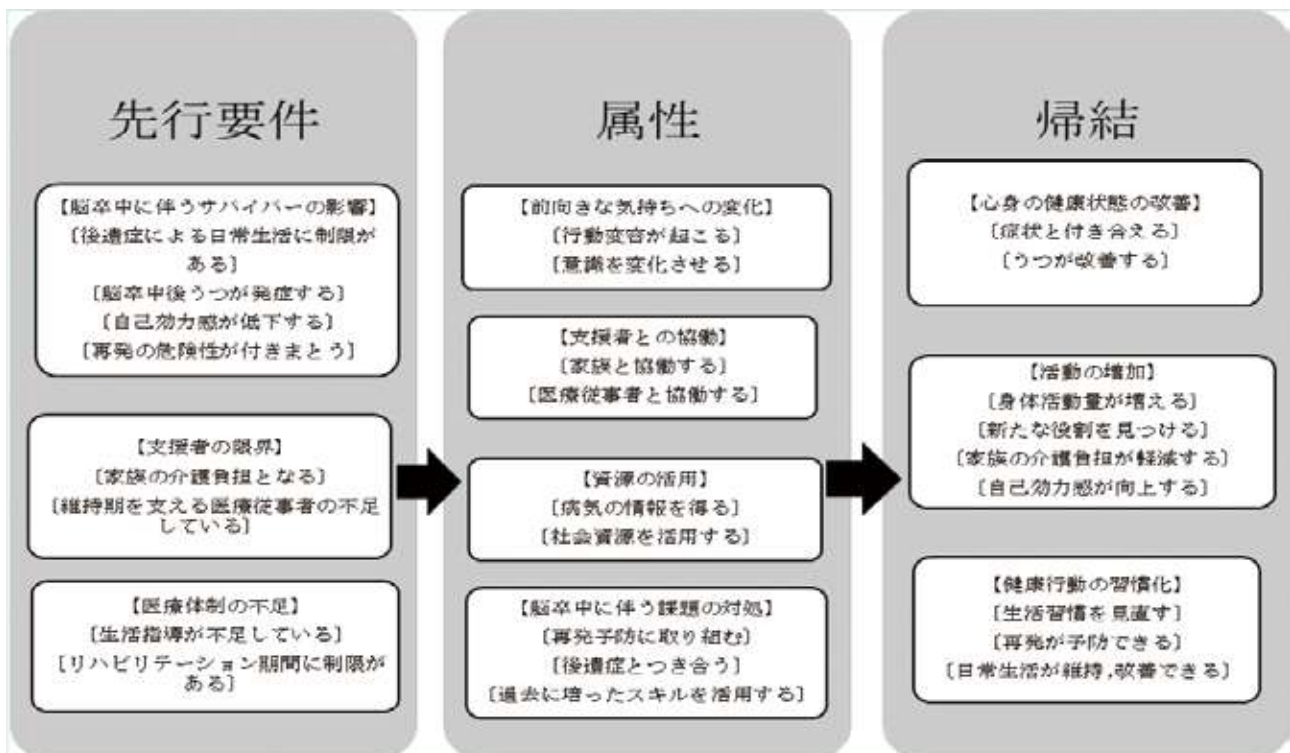 先行要件
【脳卒中に伴うサバイバーの影響】
〔後遺症による日常生活に制限が
ある〕
〔脳卒中後うつが発症する〕
〔自己効力感が低下する〕
〔再発の危険性が付きまとう〕
【支援者の限界】
〔家族の介護負担となる〕
〔維持期を支える医療従事者の不足
している〕
【医療体制の不足】
〔生活指導が不足している〕
〔リハビリテーション期間に制限が
ある〕
属性
【前向きな気持ちへの変化】
〔行動変容が起こる〕
〔意識を変化させる〕
【支援者との協働】
〔家族と協働する〕
〔医療従事者と協働する〕
【資源の活用】
〔病気の情報を得る〕
〔社会資源を活用する〕
【脳卒中に伴う課題の対処】
〔再発予防に取り組む〕
〔後遺症とつき合う〕
〔過去に培ったスキルを活用する〕
帰結
【心身の健康状態の改善】
〔症状と付き合える〕
〔うつが改善する〕
【活動の増加】
〔身体活動量が増える〕
〔新たな役割を見つける〕
〔家族の介護負担が軽減する〕
〔自己効力感が向上する〕
【健康行動の習慣化】
〔生活習慣を見直す〕
〔再発が予防できる〕
〔日常生活が維持,改善できる〕